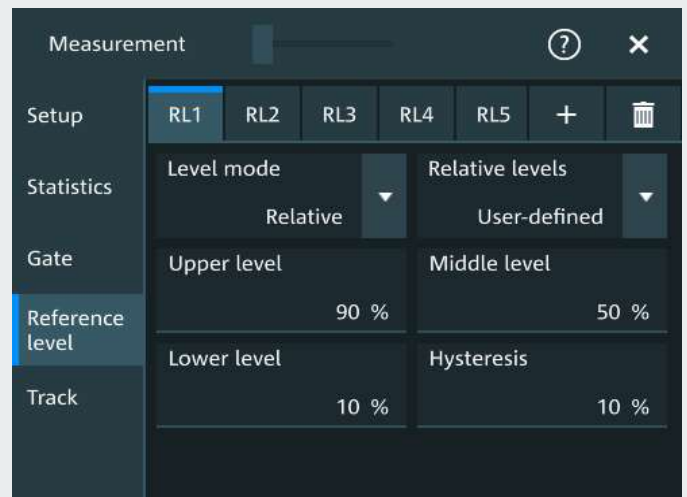 Measurement
?
Setup
RL1 RL2 RL3 RL4 RL5 +
Statistics
Level mode
Relative
Relative levels
User-defined
Gate
Upper level
90 %
Middle level
50 %
Reference
level
Lower level
10 %
Hysteresis
10 %
Track